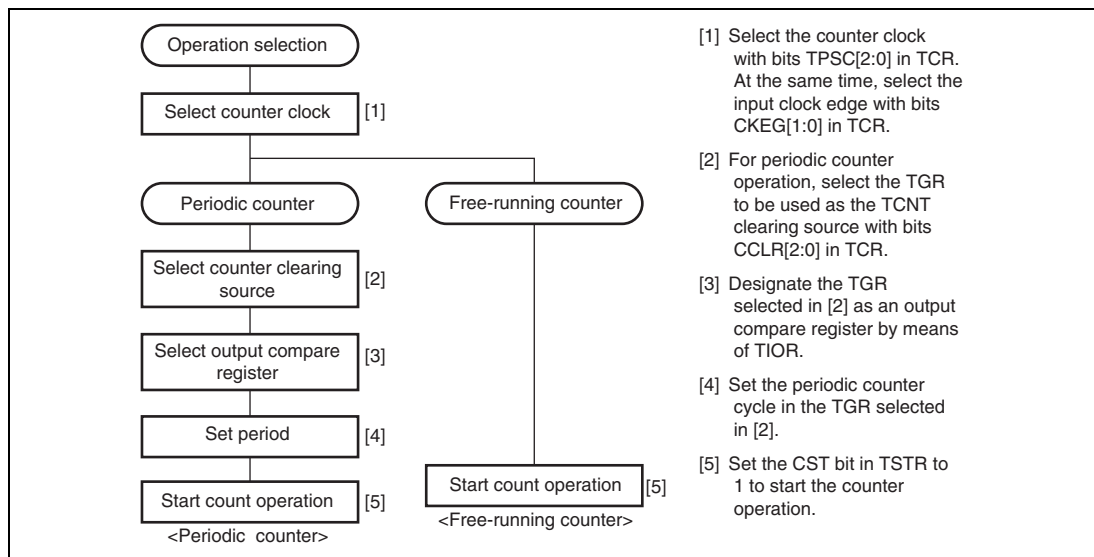 Operation selection
Select counter clock
[1]
Periodic counter
Free-running counter
Select counter clearing
source
[2]
Select output compare
register
[3]
Set period
[4]
Start count operation
[5]
<Periodic counter>
Start count operation
[5]
<Free-running counter>
[1] Select the counter clock
with bits TPSC[2:0] in TCR.
At the same time, select the
input clock edge with bits
CKEG[1:0] in TCR.
[2] For periodic counter
operation, select the TGR
to be used as the TCNT
clearing source with bits
CCLR[2:0] in TCR.
[3] Designate the TGR
selected in [2] as an output
compare register by means
of TIOR.
[4] Set the periodic counter
cycle in the TGR selected
in [2].
[5] Set the CST bit in TSTR to
1 to start the counter
operation.